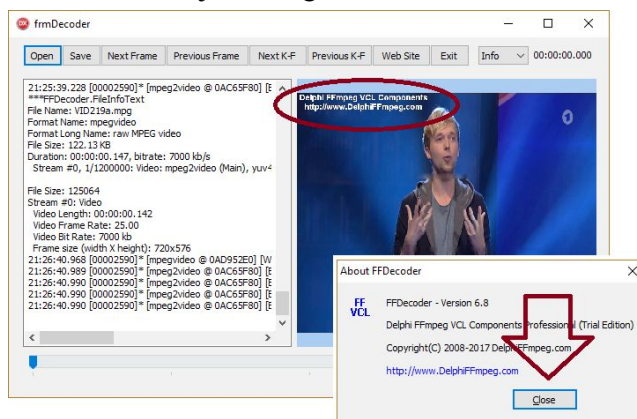 frmDecoder
Open Save Next Frame Previous Frame Next K-F Previous K-F Web Site Exit Info 00:00:00.000
21:25:39.228 [00002590]* [mpeg2video @ 0AC65F80] [E
***FFDecoder.FileInfoText
File Name: VID219a.mpg
Format Name: mpegvideo
Format Long Name: raw MPEG video
File Size: 122.13 KB
Duration: 00:00:00.147, bitrate: 7000 kb/s
Stream #0, 1/1200000: Video: mpeg2video (Main), yuv4
File Size: 125064
Stream #0: Video
Video Length: 00:00:00.142
Video Frame Rate: 25.00
Video Bit Rate: 7000 kb
Frame size (width X height): 720x576
21:26:40.968 [00002590]* [mpegvideo @ 0AD952E0] [W
21:26:40.989 [00002590]* [mpeg2video @ 0AC65F80] [E
21:26:40.990 [00002590]* [mpeg2video @ 0AC65F80] [E
21:26:40.990 [00002590]* [mpeg2video @ 0AC65F80] [E
21:26:40.990 [00002590]* [mpeg2video @ 0AC65F80] [E
Delphi FFmpeg VCL Components
http://www.DelphiFFmpeg.com
About FFDecoder
FF
VCL
FFDecoder - Version 6.8
Delphi FFmpeg VCL Components Professional (Trial Edition)
Copyright(C) 2008-2017 DelphiFFmpeg.com
http://www.DelphiFFmpeg.com
Close